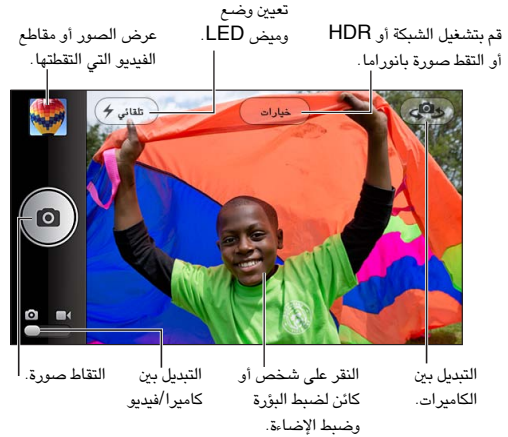 تعيين وضع
وميض LED.
قم بتشغيل الشبكة أو HDR
أو التقط صورة بانوراما.
عرض الصور أو مقاطع
الفيديو التي التقطتها.
خيارات
تلقائي
التبديل بين
الكاميرات.
النقر على شخص أو
كائن لضبط البؤرة
وضبط الإضاءة.
التبديل بين
كاميرا/فيديو
التقاط صورة.